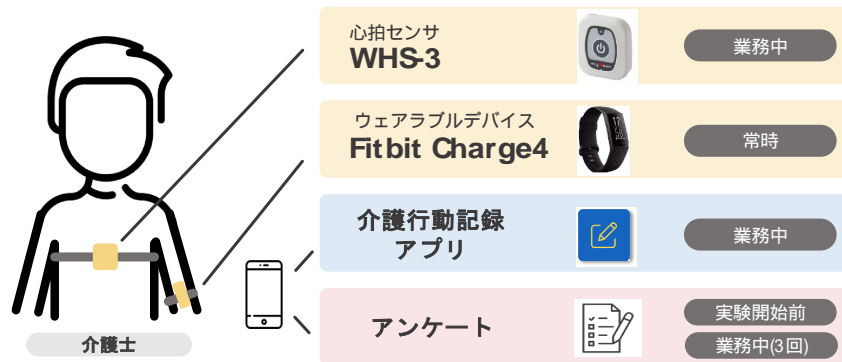 心拍センサ
WHS-3
業務中
ウェアラブルデバイス
Fitbit Charge4
常時
介護行動記録
アプリ
業務中
アンケート
実験開始前
業務中(3回)
介護士